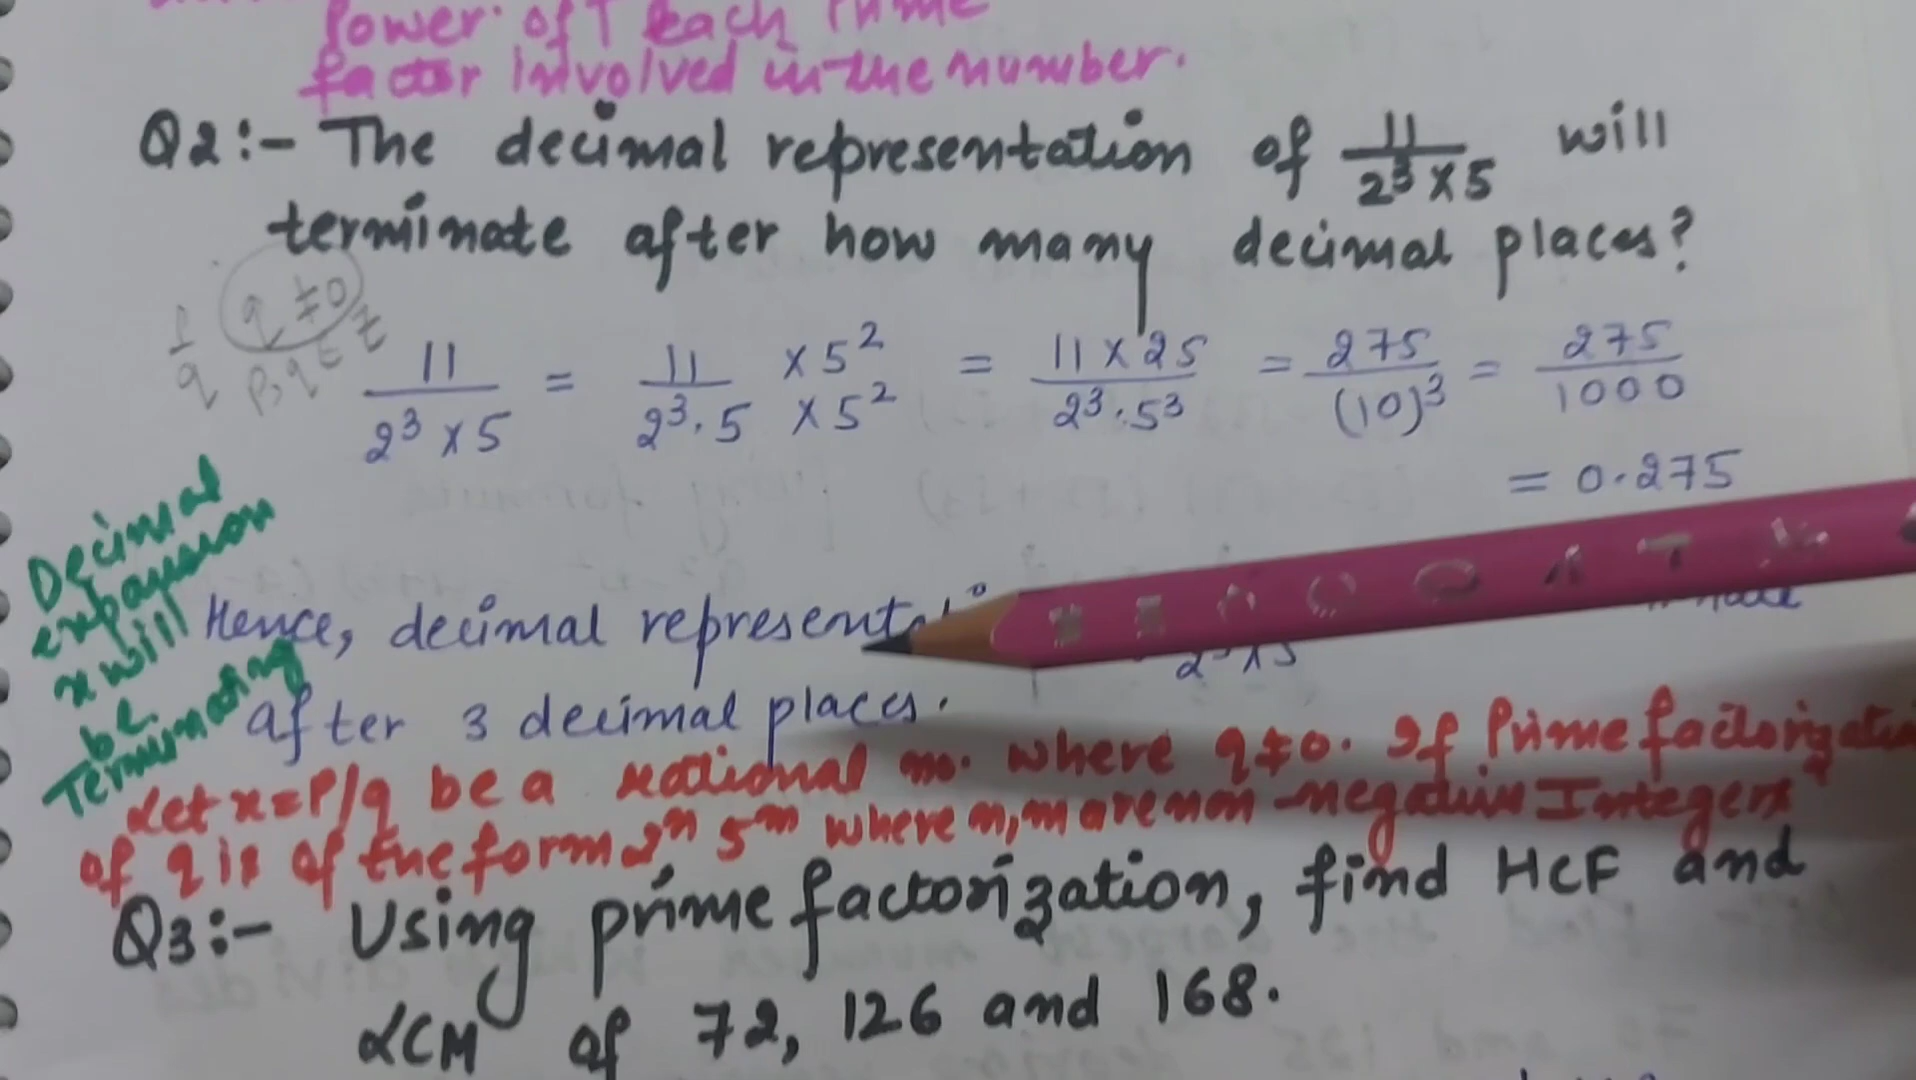 Power of each Prime
factor involved in the number.
Q2:- The decimal representation of 11/2³×5 will
terminate after how many decimal places?
p/q q≠0
p, q ∈ z
11/2³×5 = 11/2³·5 ×5²/×5² = 11×25/2³·5³ = 275/(10)³ = 275/1000
= 0.275
Hence, decimal
2³×5
after 3 decimal places.
Decimal
expansion
x will
be
Terminating
Let x=P/q be a rational no. where q≠0. If Prime
of q is of the form 2ⁿ 5ᵐ where n, m are non-negative Integers
Q3:- Using prime factorization, find HCF and
LCM of 72, 126 and 168.